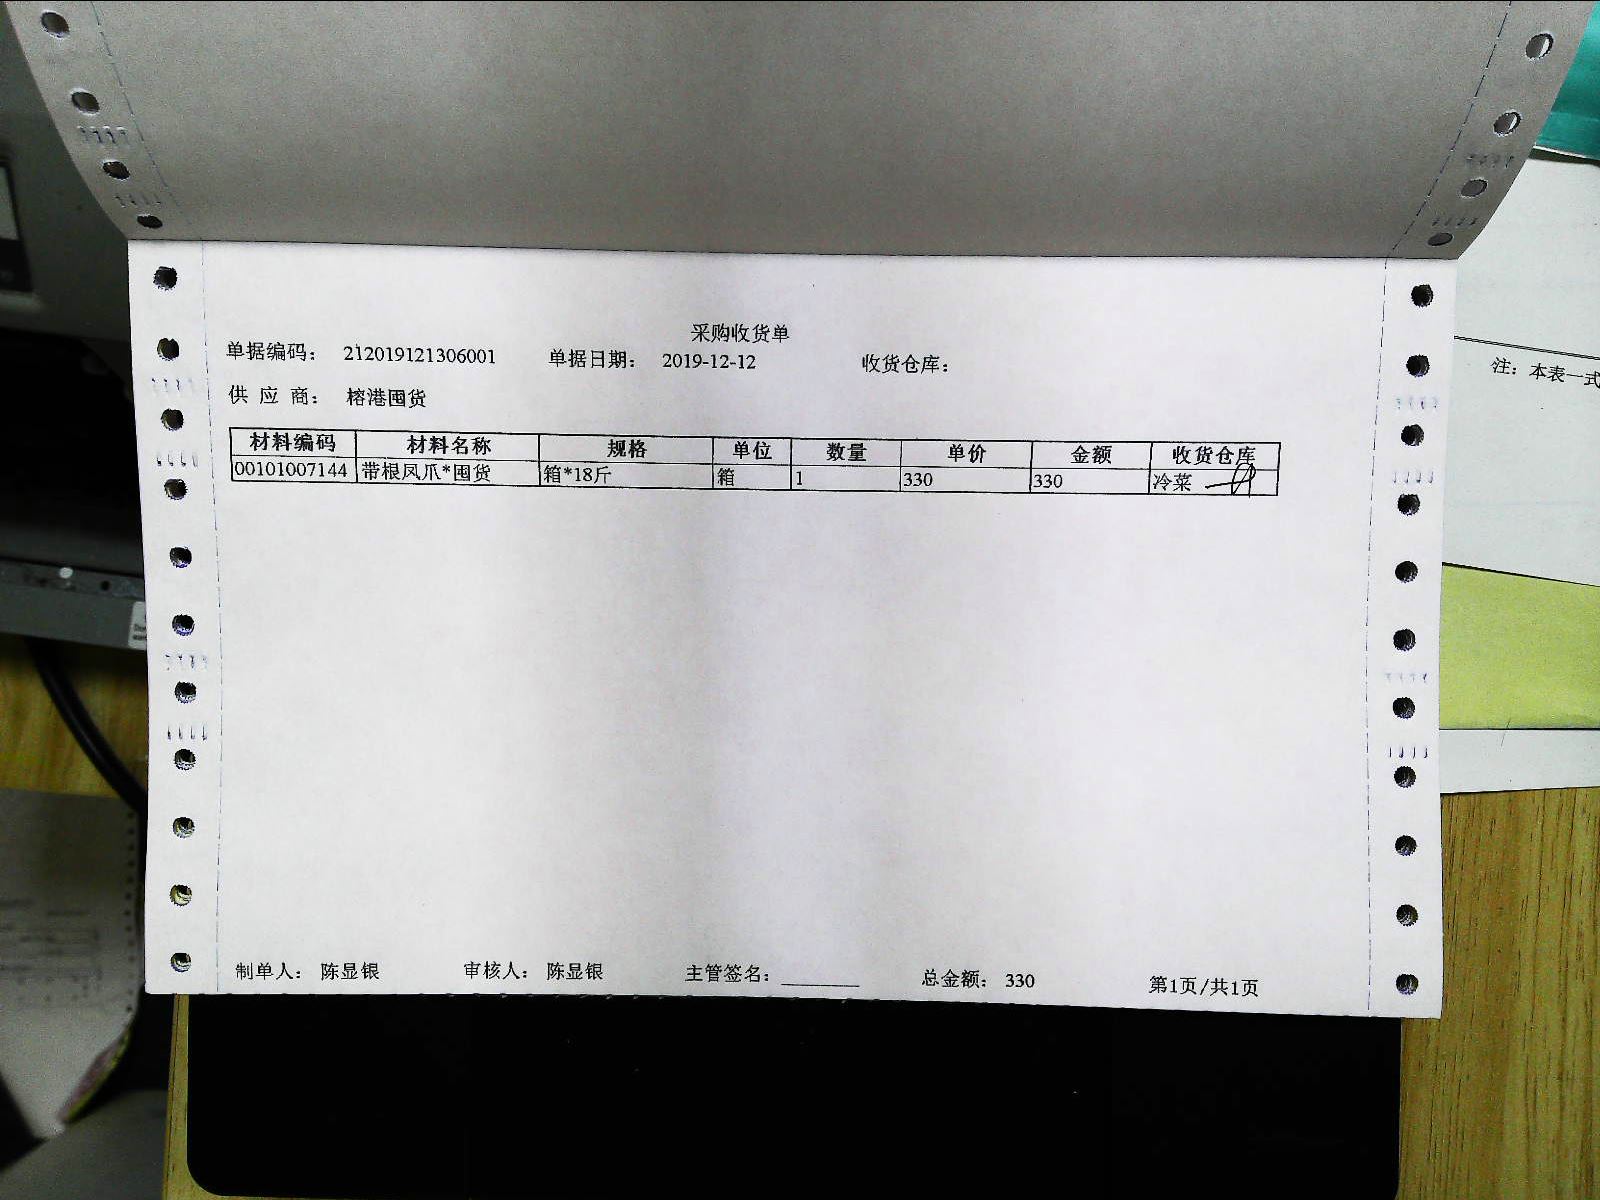 采购收货单
单据编码： 212019121306001 单据日期： 2019-12-12 收货仓库：
供 应 商： 榕港囤货
材料编码 材料名称 规格 单位 数量 单价 金额 收货仓库
00101007144 带根凤爪*囤货 箱*18斤 箱 1 330 330 冷菜
制单人： 陈显银 审核人： 陈显银 主管签名：________ 总金额： 330 第1页/共1页
注：本表一式